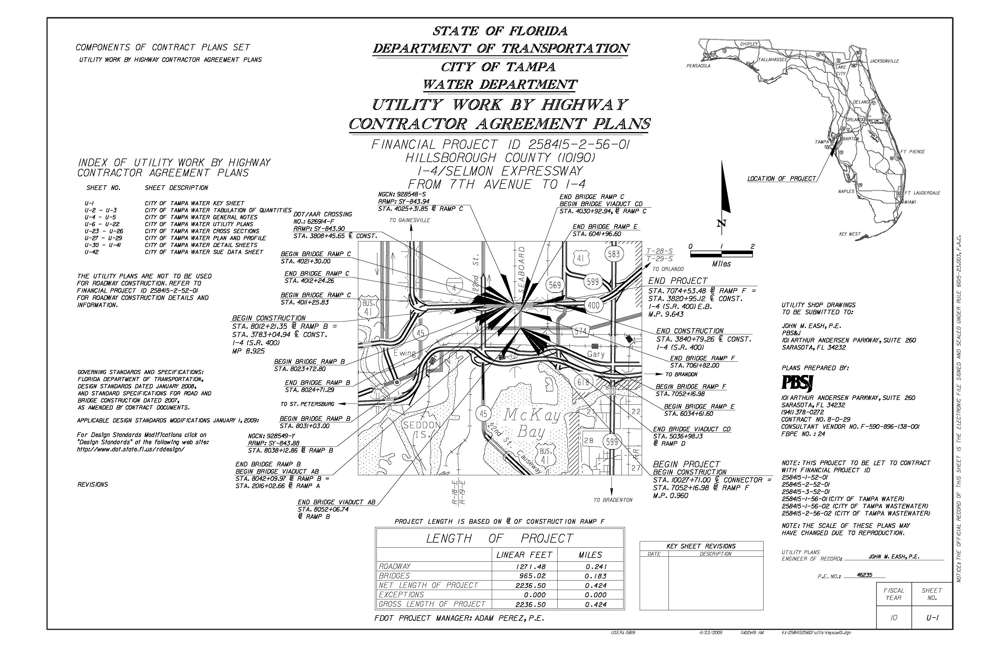 STATE OF FLORIDA
DEPARTMENT OF TRANSPORTATION
CITY OF TAMPA
WATER DEPARTMENT
UTILITY WORK BY HIGHWAY
CONTRACTOR AGREEMENT PLANS
FINANCIAL PROJECT ID 258415-2-56-01
HILLSBOROUGH COUNTY (10190)
I-4/SELMON EXPRESSWAY
FROM 7TH AVENUE TO I-4
COMPONENTS OF CONTRACT PLANS SET
UTILITY WORK BY HIGHWAY CONTRACTOR AGREEMENT PLANS
INDEX OF UTILITY WORK BY HIGHWAY
CONTRACTOR AGREEMENT PLANS
SHEET NO. SHEET DESCRIPTION
U-1 CITY OF TAMPA WATER KEY SHEET
U-2 - U-3 CITY OF TAMPA WATER TABULATION OF QUANTITIES
U-4 - U-5 CITY OF TAMPA WATER GENERAL NOTES
U-6 - U-22 CITY OF TAMPA WATER UTILITY PLANS
U-23 - U-26 CITY OF TAMPA WATER CROSS SECTIONS
U-27 - U-29 CITY OF TAMPA WATER PLAN AND PROFILE
U-30 - U-41 CITY OF TAMPA WATER DETAIL SHEETS
U-42 CITY OF TAMPA WATER SUE DATA SHEET
THE UTILITY PLANS ARE NOT TO BE USED
FOR ROADWAY CONSTRUCTION. REFER TO
FINANCIAL PROJECT ID 258415-2-52-01
FOR ROADWAY CONSTRUCTION DETAILS AND
INFORMATION.
GOVERNING STANDARDS AND SPECIFICATIONS:
FLORIDA DEPARTMENT OF TRANSPORTATION,
DESIGN STANDARDS DATED JANUARY 2008,
AND STANDARD SPECIFICATIONS FOR ROAD AND
BRIDGE CONSTRUCTION DATED 2007,
AS AMENDED BY CONTRACT DOCUMENTS.
APPLICABLE DESIGN STANDARDS MODIFICATIONS JANUARY 1, 2009:
For Design Standards Modifications click on
"Design Standards" at the following web site:
http://www.dot.state.fl.us/rddesign/
REVISIONS
NGCN: 928548-S
RRMP: SY-843.94
STA. 4025+31.85 ⅊ RAMP C
DOT/AAR CROSSING
NO.: 626914-F
RRMP: SY-843.90
STA. 3808+45.65 ℄ CONST.
TO GAINESVILLE
BEGIN BRIDGE RAMP C
STA. 4021+30.00
END BRIDGE RAMP C
STA. 4012+24.26
BEGIN BRIDGE RAMP C
STA. 4011+25.83
BEGIN CONSTRUCTION
STA. 8012+21.35 ⅊ RAMP B =
STA. 3783+04.94 ℄ CONST.
I-4 (S.R. 400)
MP 8.925
BEGIN BRIDGE RAMP B
STA. 8023+72.80
END BRIDGE RAMP B
STA. 8024+71.29
TO ST. PETERSBURG
BEGIN BRIDGE RAMP B
STA. 8031+03.00
NGCN: 928549-Y
RRMP: SY-843.88
STA. 8038+12.86 ⅊ RAMP B
END BRIDGE RAMP B
BEGIN BRIDGE VIADUCT AB
STA. 8042+09.97 ⅊ RAMP B =
STA. 2016+02.66 ⅊ RAMP A
END BRIDGE VIADUCT AB
STA. 8052+06.74
⅊ RAMP B
END BRIDGE RAMP C
BEGIN BRIDGE VIADUCT CD
STA. 4030+92.94, ⅊ RAMP C
END BRIDGE RAMP E
STA. 6041+96.60
T-28-S
T-29-S
TO ORLANDO
END PROJECT
STA. 7074+53.48 ⅊ RAMP F =
STA. 3820+95.12 ℄ CONST.
I-4 (S.R. 400) E.B.
M.P. 9.643
END CONSTRUCTION
STA. 3840+79.26 ℄ CONST.
I-4 (S.R. 400)
END BRIDGE RAMP F
STA. 7061+82.00
TO BRANDON
BEGIN BRIDGE RAMP F
STA. 7052+16.98
BEGIN BRIDGE RAMP E
STA. 6034+61.60
END BRIDGE VIADUCT CD
STA. 5036+98.13
⅊ RAMP D
BEGIN PROJECT
BEGIN CONSTRUCTION
STA. 10027+71.00 ℄ CONNECTOR =
STA. 7052+16.98 ⅊ RAMP F
M.P. 0.960
TO BRADENTON
R-18-E
R-19-E
22nd St.
SEABOARD
41
583
4
569
599
BUS.
41
400
45
574
Ewing
Gary
618
45
McKay
Bay
SEDDON
IS.
22nd St. Causeway
BUS.
41
21
22
28
599
27
RR
PENSACOLA
CHIPLEY
TALLAHASSEE
LAKE
CITY
JACKSONVILLE
DELAND
ORLANDO
TAMPA
BARTOW
FT PIERCE
NAPLES
FT LAUDERDALE
MIAMI
KEY WEST
LOCATION OF PROJECT
N
0 1 2
Miles
UTILITY SHOP DRAWINGS
TO BE SUBMITTED TO:
JOHN M. EASH, P.E.
PBS&J
101 ARTHUR ANDERSEN PARKWAY, SUITE 260
SARASOTA, FL 34232
PLANS PREPARED BY:
PBSJ
101 ARTHUR ANDERSEN PARKWAY, SUITE 260
SARASOTA, FL 34232
(941) 378-0272
CONTRACT NO. 8-D-29
CONSULTANT VENDOR NO. F-590-896-138-001
FBPE NO. : 24
NOTE: THIS PROJECT TO BE LET TO CONTRACT
WITH FINANCIAL PROJECT ID
258415-1-52-01
258415-2-52-01
258415-3-52-01
258415-1-56-01 (CITY OF TAMPA WATER)
258415-1-56-02 (CITY OF TAMPA WASTEWATER)
258415-2-56-02 (CITY OF TAMPA WASTEWATER)
NOTE: THE SCALE OF THESE PLANS MAY
HAVE CHANGED DUE TO REPRODUCTION.
UTILITY PLANS
ENGINEER OF RECORD: JOHN M. EASH, P.E.
P.E. NO.: 46235
FISCAL YEAR SHEET NO.
10 U-1
PROJECT LENGTH IS BASED ON ⅊ OF CONSTRUCTION RAMP F
LENGTH OF PROJECT
LINEAR FEET MILES
ROADWAY 1271.48 0.241
BRIDGES 965.02 0.183
NET LENGTH OF PROJECT 2236.50 0.424
EXCEPTIONS 0.000 0.000
GROSS LENGTH OF PROJECT 2236.50 0.424
FDOT PROJECT MANAGER: ADAM PEREZ, P.E.
KEY SHEET REVISIONS
DATE DESCRIPTION
NOTICE: THE OFFICIAL RECORD OF THIS SHEET IS THE ELECTRONIC FILE SIGNED AND SEALED UNDER RULE 61G15-23.003, F.A.C.
USER: 15819 4/23/2009 11:02:49 AM K:\25841525601\utils\keysuw01.dgn